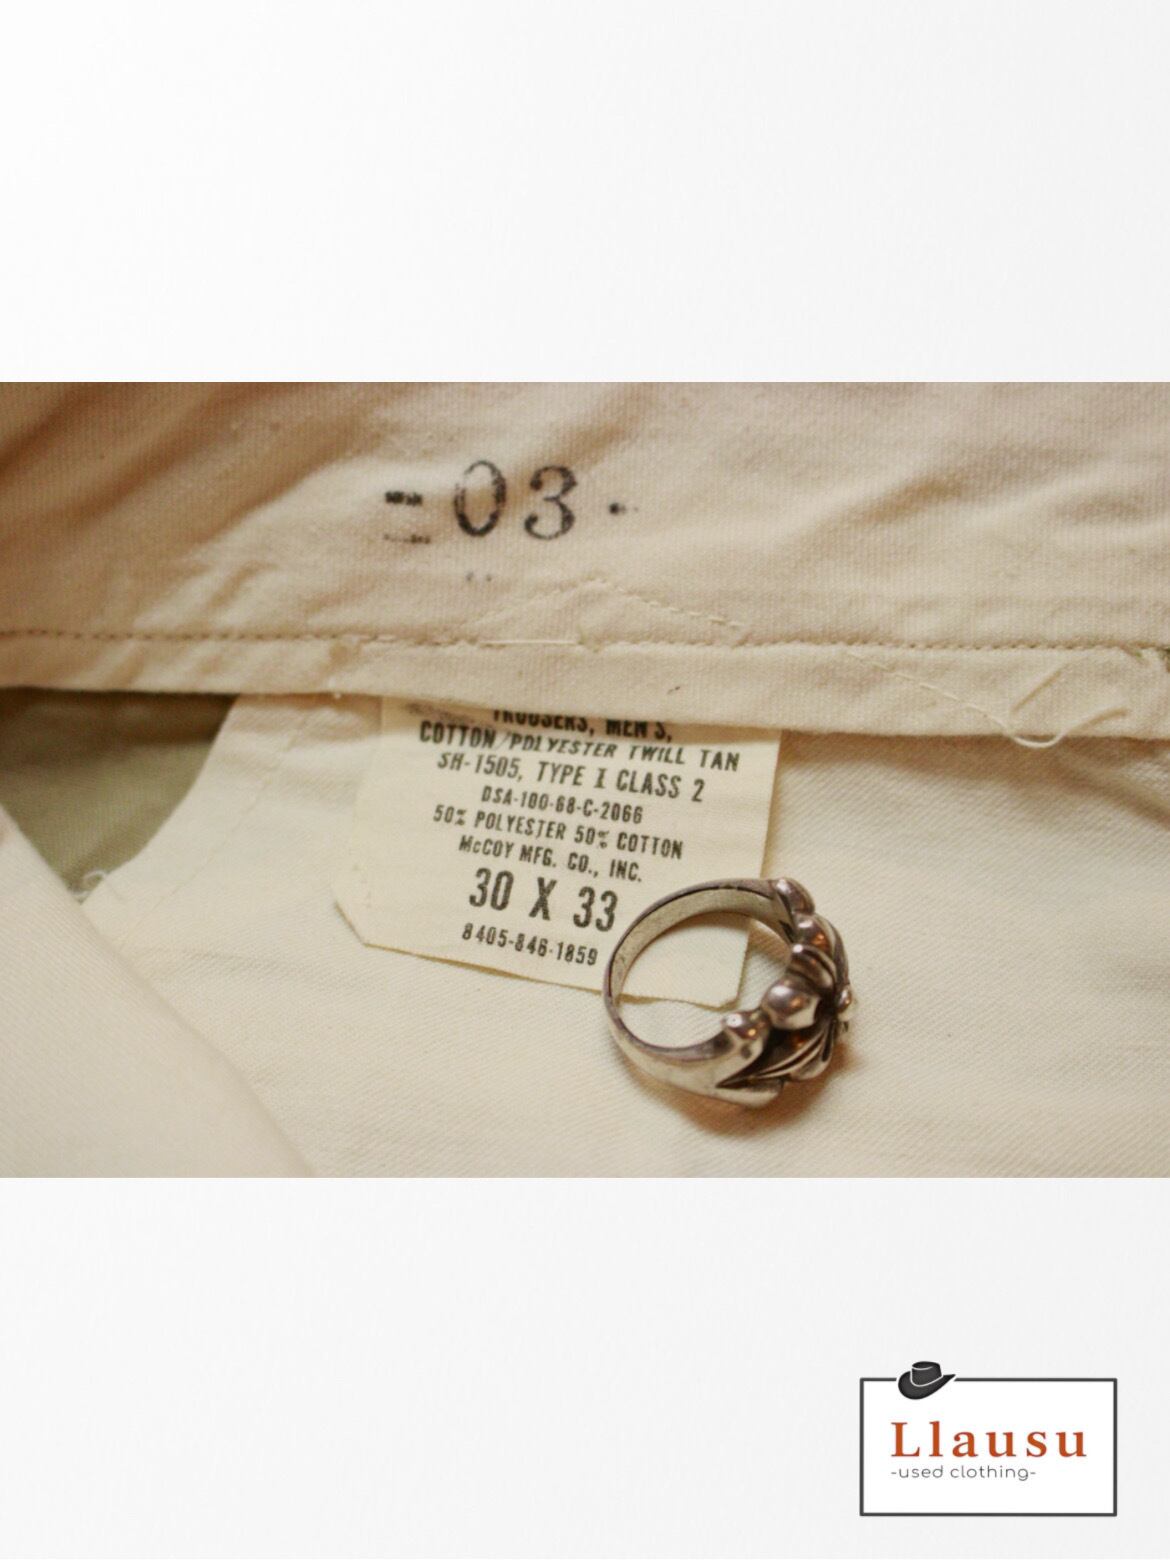 03
TROUSERS, MEN'S,
COTTON/POLYESTER TWILL TAN
SH-1505, TYPE I CLASS 2
DSA-100-68-C-2066
50% POLYESTER 50% COTTON
McCOY MFG. CO., INC.
30 X 33
8405-846-1859
Llausu
-used clothing-